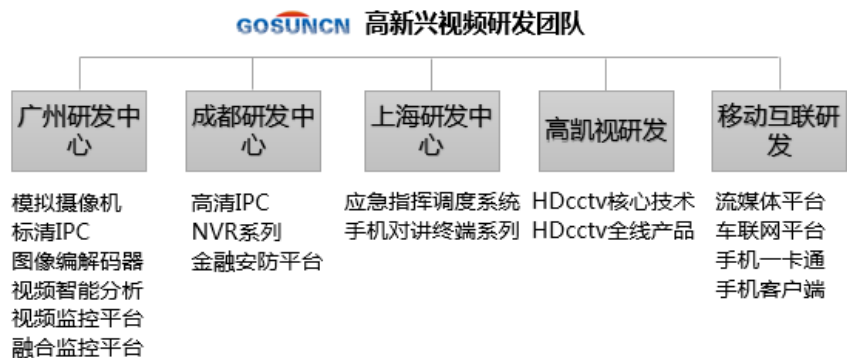 GOSUNCN 高新兴视频研发团队
广州研发中
心
成都研发中
心
上海研发中
心
高凯视研发
移动互联研
发
模拟摄像机
标清IPC
图像编解码器
视频智能分析
视频监控平台
融合监控平台
高清IPC
NVR系列
金融安防平台
应急指挥调度系统
手机对讲终端系列
HDcctv核心技术
HDcctv全线产品
流媒体平台
车联网平台
手机一卡通
手机客户端